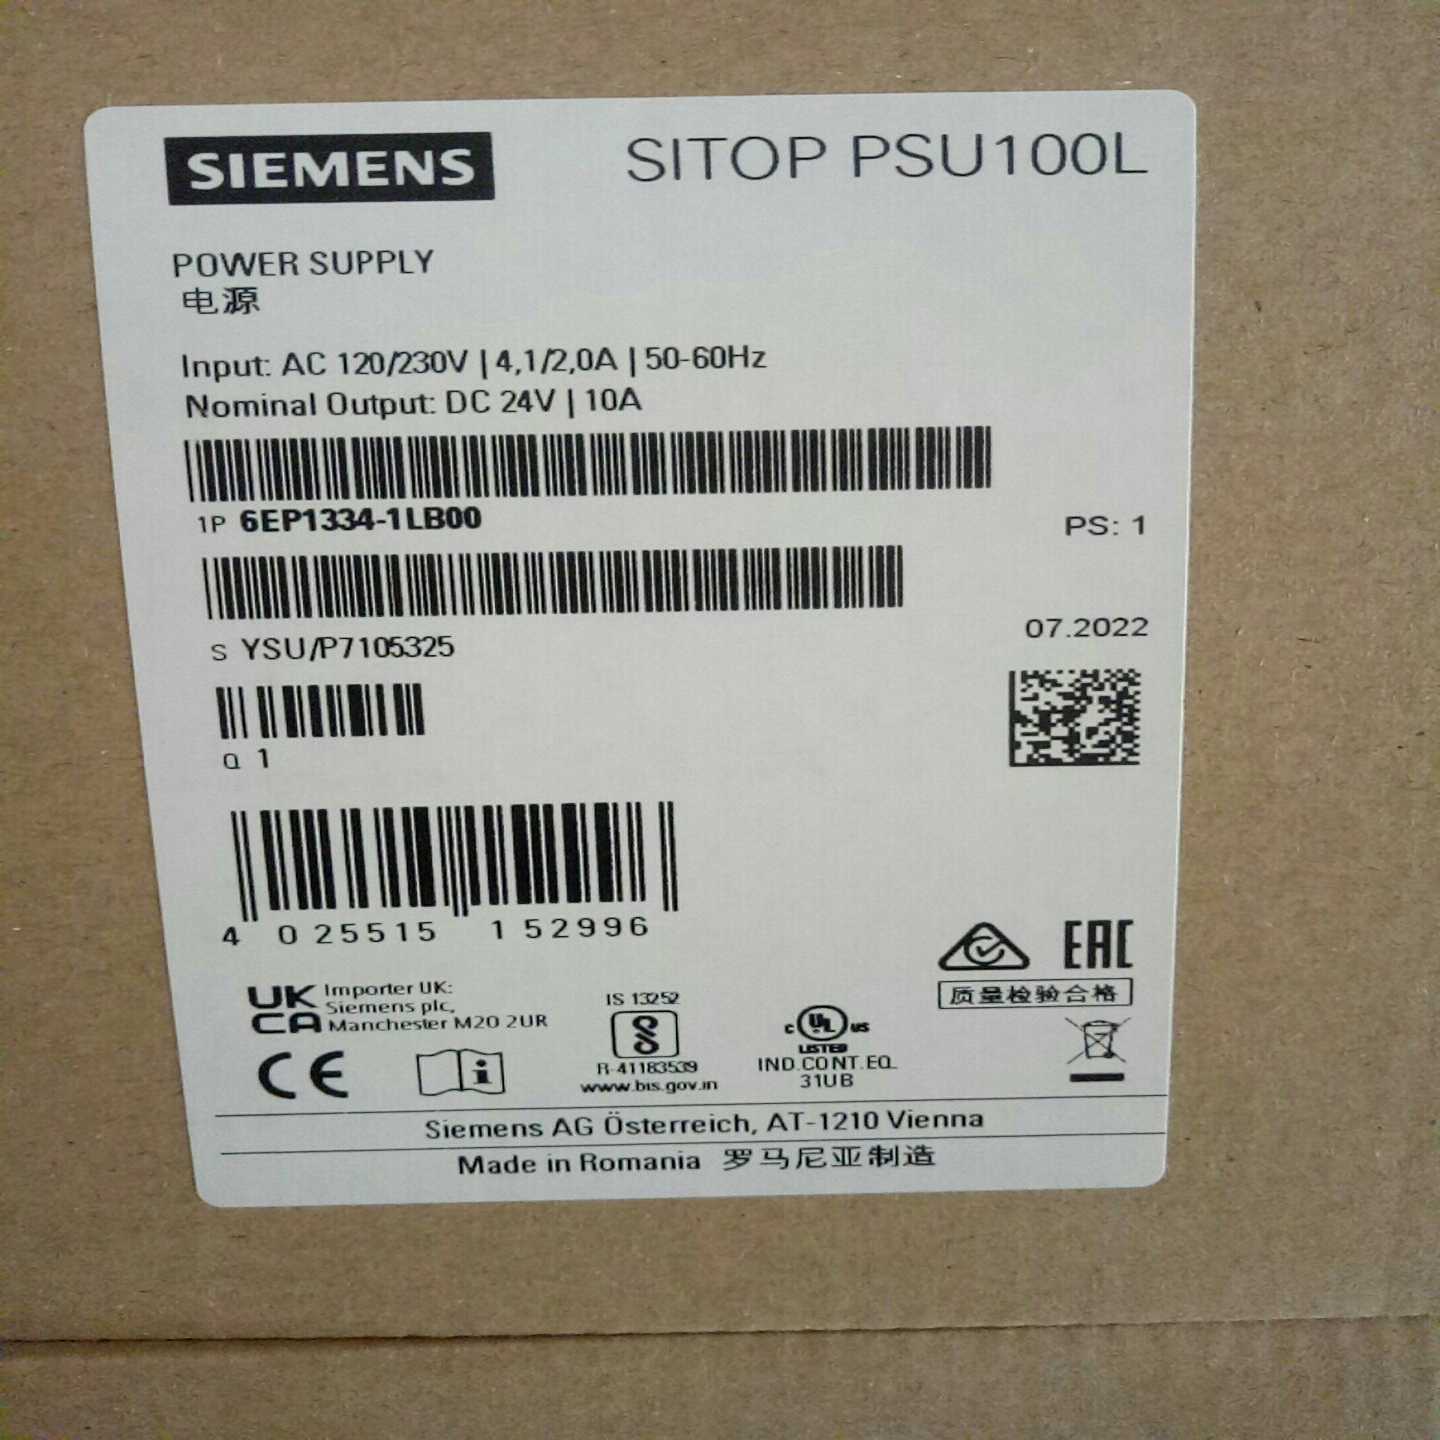 SIEMENS SITOP PSU100L
POWER SUPPLY
电源
Input: AC 120/230V | 4,1/2,0A | 50-60Hz
Nominal Output: DC 24V | 10A
1P 6EP1334-1LB00
PS: 1
S YSU/P7105325
07.2022
Q 1
4 025515 152996
EAC
质量检验合格
UK
CA
Importer UK:
Siemens plc,
Manchester M20 2UR
IS 13252
R-41183539
www.bis.gov.in
c UL us
LISTED
IND.CONT.EQ.
31UB
CE
i
Siemens AG Österreich, AT-1210 Vienna
Made in Romania 罗马尼亚制造